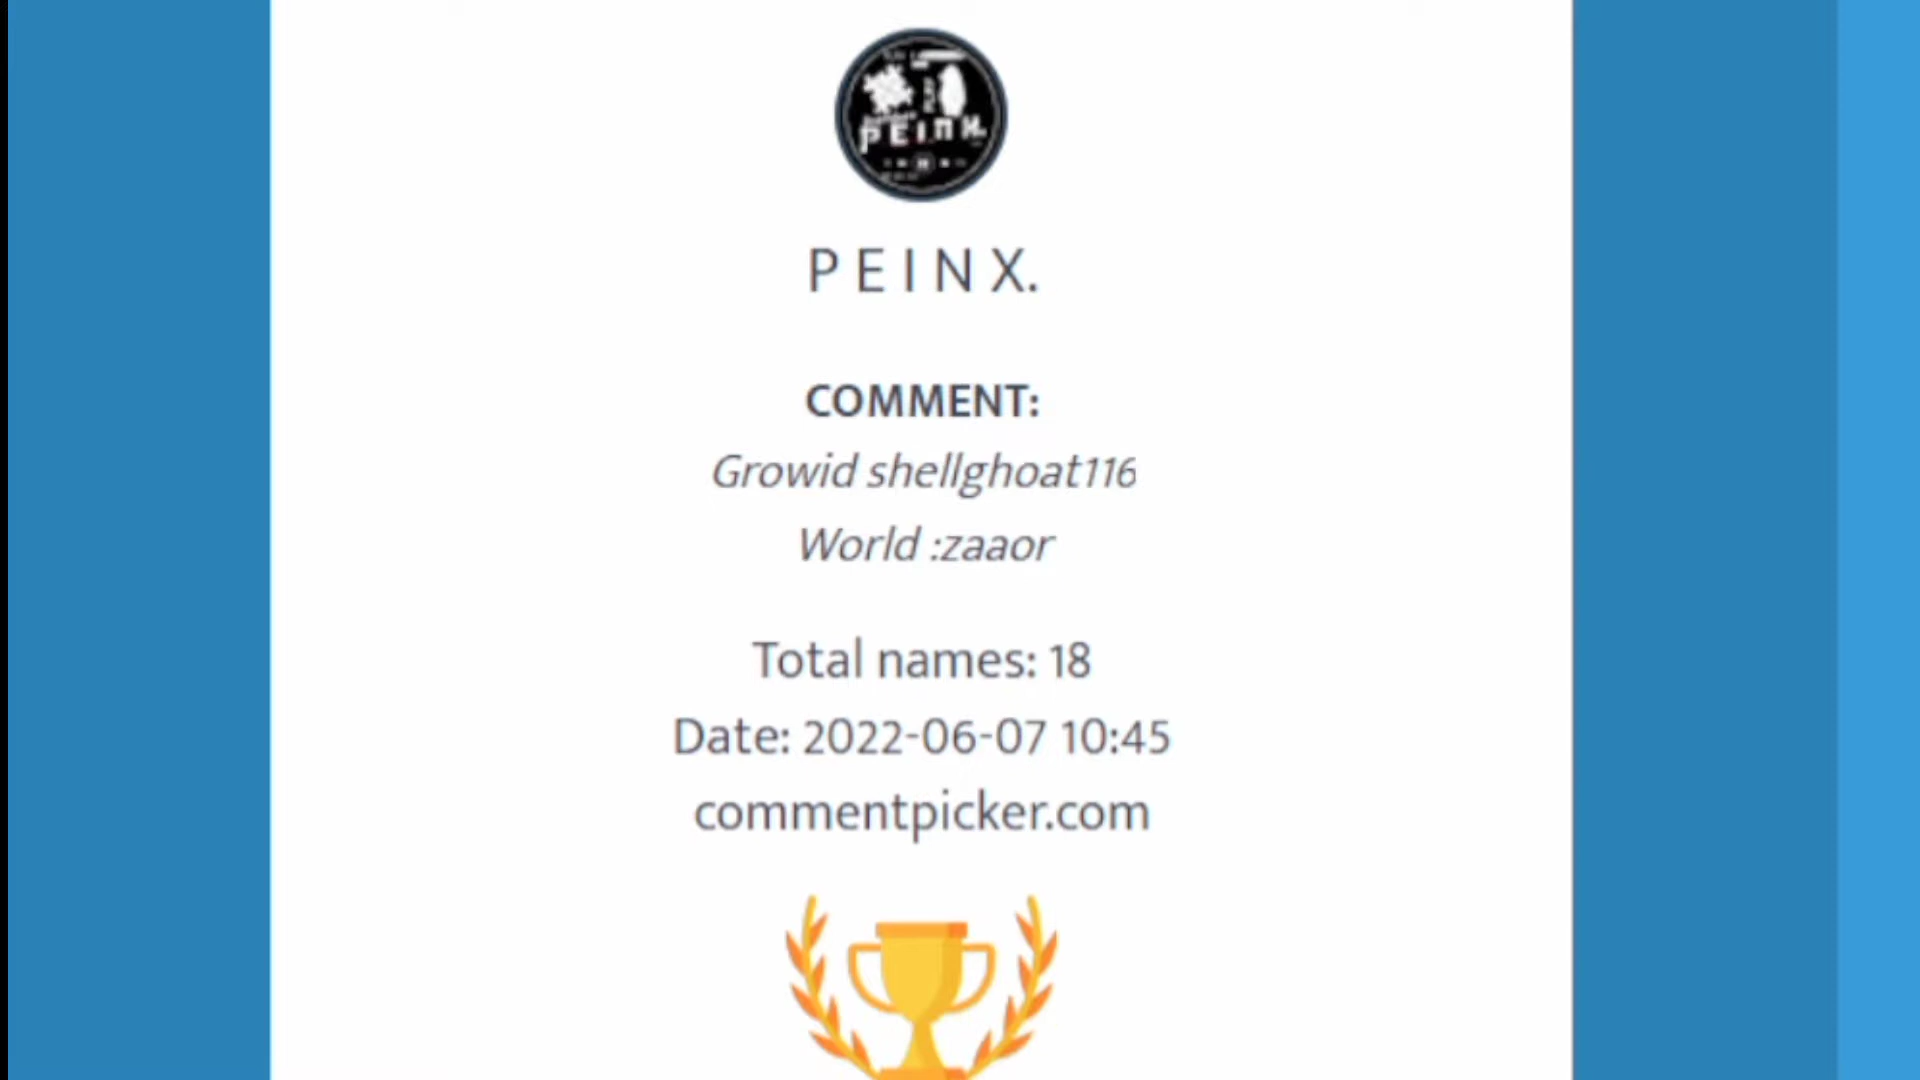 PEINX.
P E I N X.
COMMENT:
Growid shellghoat116
World :zaaor
Total names: 18
Date: 2022-06-07 10:45
commentpicker.com